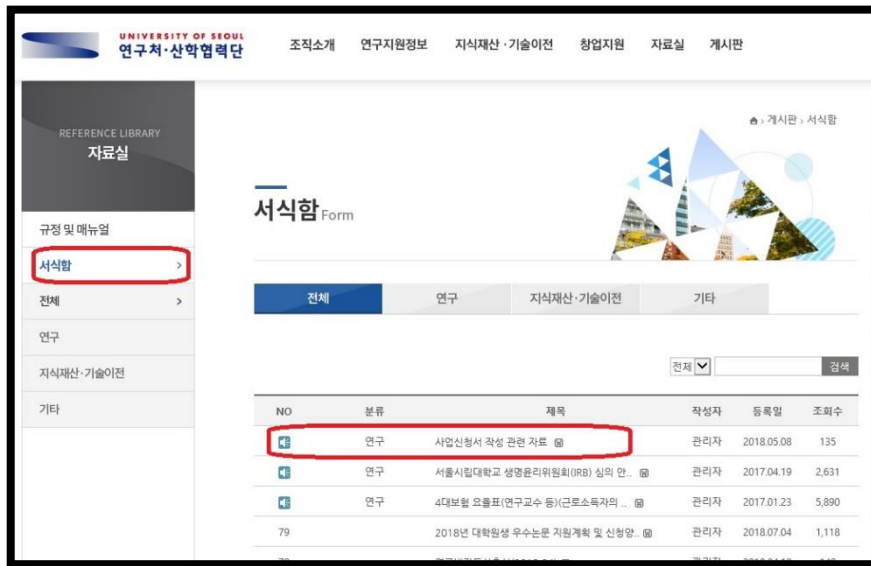 UNIVERSITY OF SEOUL
연구처·산학협력단
조직소개 연구지원정보 지식재산·기술이전 창업지원 자료실 게시판
REFERENCE LIBRARY
자료실
게시판 › 서식함
서식함 Form
규정 및 매뉴얼
서식함 >
전체 >
연구
지식재산·기술이전
기타
전체 연구 지식재산·기술이전 기타
전체 검색
NO 분류 제목 작성자 등록일 조회수
연구 사업신청서 작성 관련 자료 관리자 2018.05.08 135
연구 서울시립대학교 생명윤리위원회(IRB) 심의 안.. 관리자 2017.04.19 2,631
연구 4대보험 요율표(연구교수 등)(근로소득자의 .. 관리자 2017.01.23 5,890
79 2018년 대학원생 우수논문 지원계획 및 신청양.. 관리자 2018.07.04 1,118